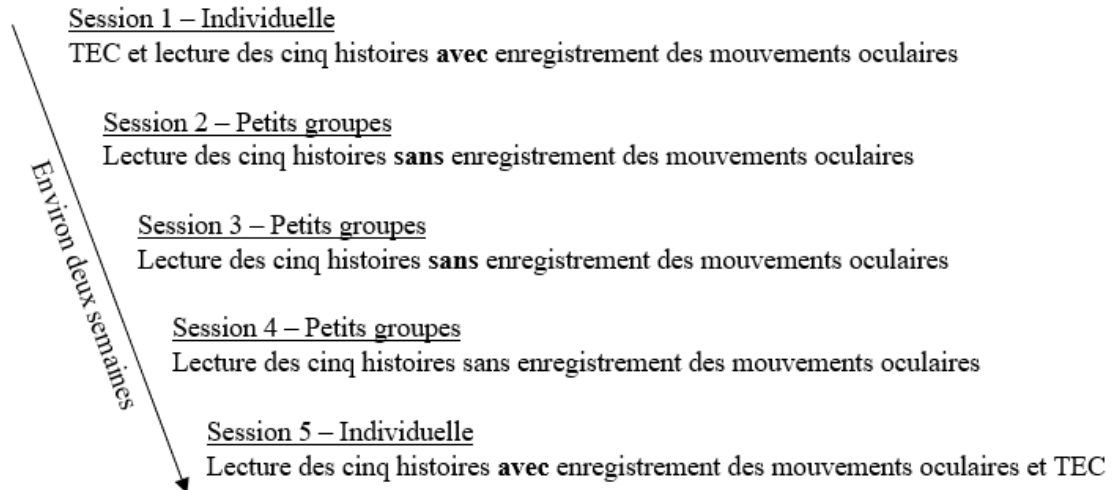 Session 1 – Individuelle
TEC et lecture des cinq histoires avec enregistrement des mouvements oculaires
Session 2 – Petits groupes
Lecture des cinq histoires sans enregistrement des mouvements oculaires
Session 3 – Petits groupes
Lecture des cinq histoires sans enregistrement des mouvements oculaires
Session 4 – Petits groupes
Lecture des cinq histoires sans enregistrement des mouvements oculaires
Session 5 – Individuelle
Lecture des cinq histoires avec enregistrement des mouvements oculaires et TEC
Environ deux semaines